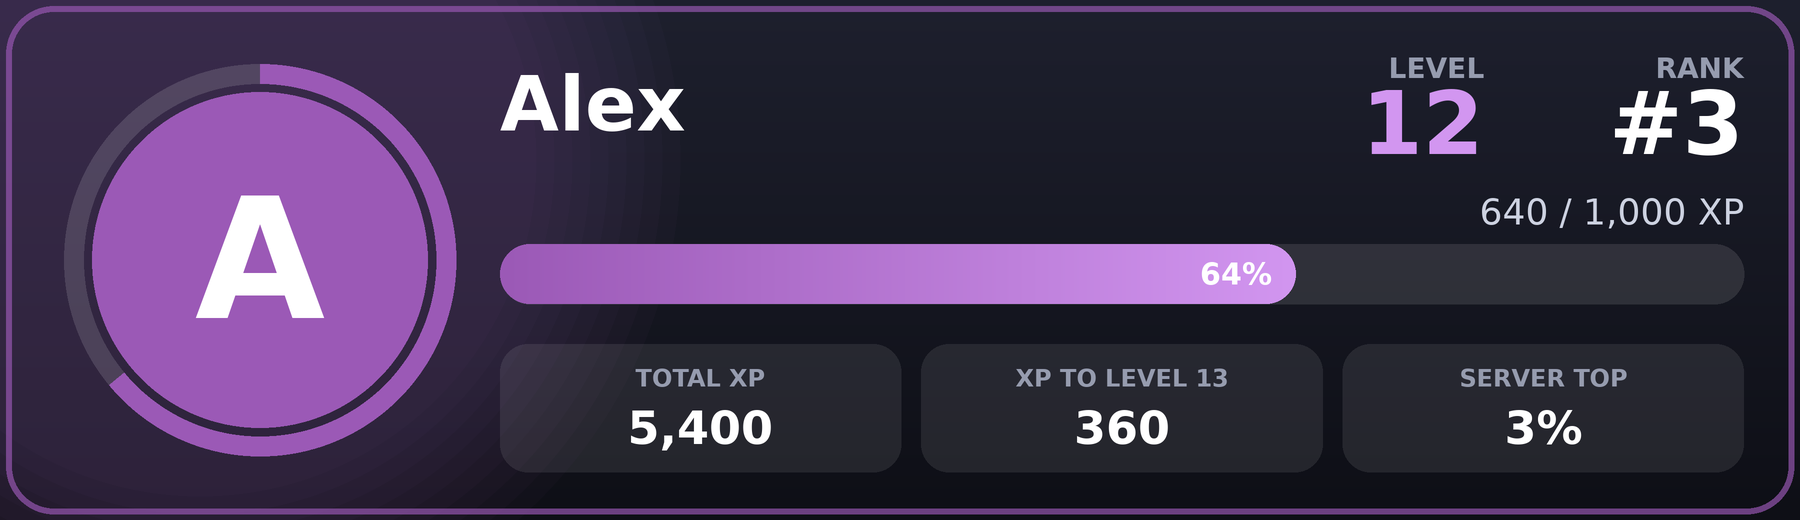 A
Alex
LEVEL
12
RANK
#3
640 / 1,000 XP
64%
TOTAL XP
5,400
XP TO LEVEL 13
360
SERVER TOP
3%